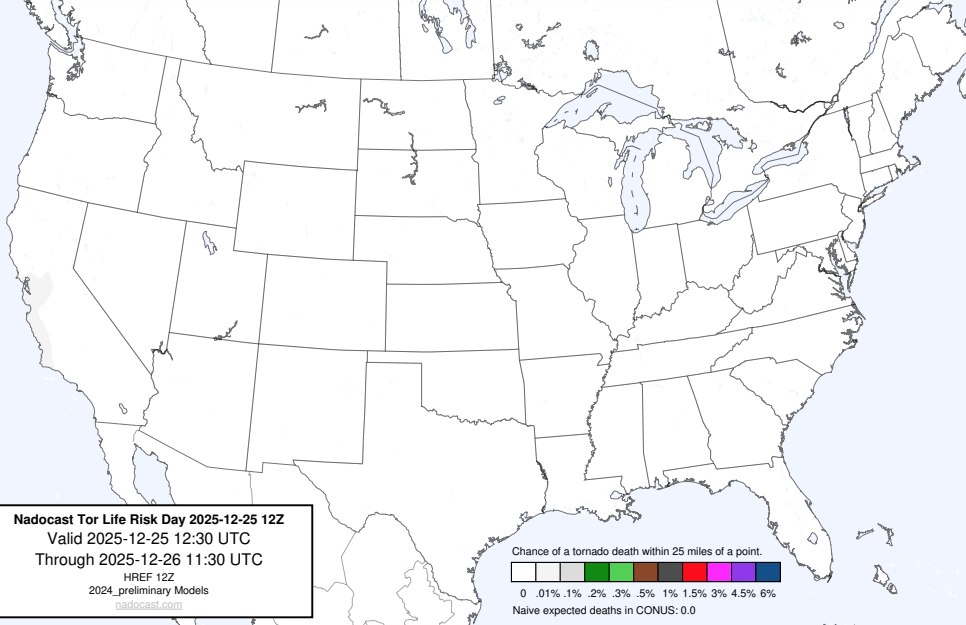 Nadocast Tor Life Risk Day 2025-12-25 12Z
Valid 2025-12-25 12:30 UTC
Through 2025-12-26 11:30 UTC
HREF 12Z
2024_preliminary Models
nadocast.com
Chance of a tornado death within 25 miles of a point.
0 .01% .1% .2% .3% .5% 1% 1.5% 3% 4.5% 6%
Naive expected deaths in CONUS: 0.0